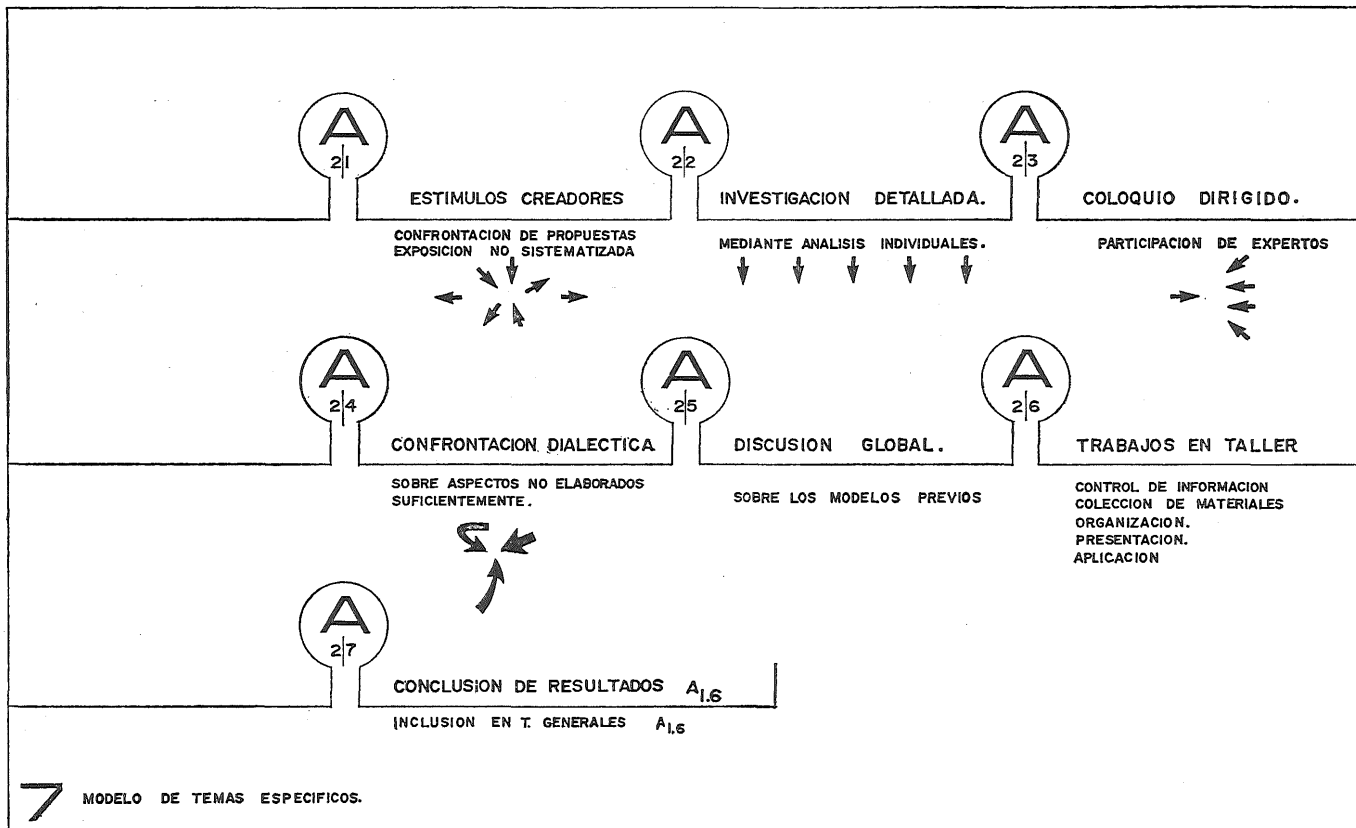 A
2|1
ESTIMULOS CREADORES
CONFRONTACION DE PROPUESTAS
EXPOSICION NO SISTEMATIZADA
A
2|2
INVESTIGACION DETALLADA.
MEDIANTE ANALISIS INDIVIDUALES.
A
2|3
COLOQUIO DIRIGIDO.
PARTICIPACION DE EXPERTOS
A
2|4
CONFRONTACION DIALECTICA
SOBRE ASPECTOS NO ELABORADOS
SUFICIENTEMENTE.
A
2|5
DISCUSION GLOBAL.
SOBRE LOS MODELOS PREVIOS
A
2|6
TRABAJOS EN TALLER
CONTROL DE INFORMACION
COLECCION DE MATERIALES
ORGANIZACION.
PRESENTACION.
APLICACION
A
2|7
CONCLUSION DE RESULTADOS A1.6
INCLUSION EN T. GENERALES A1.6
7 MODELO DE TEMAS ESPECIFICOS.